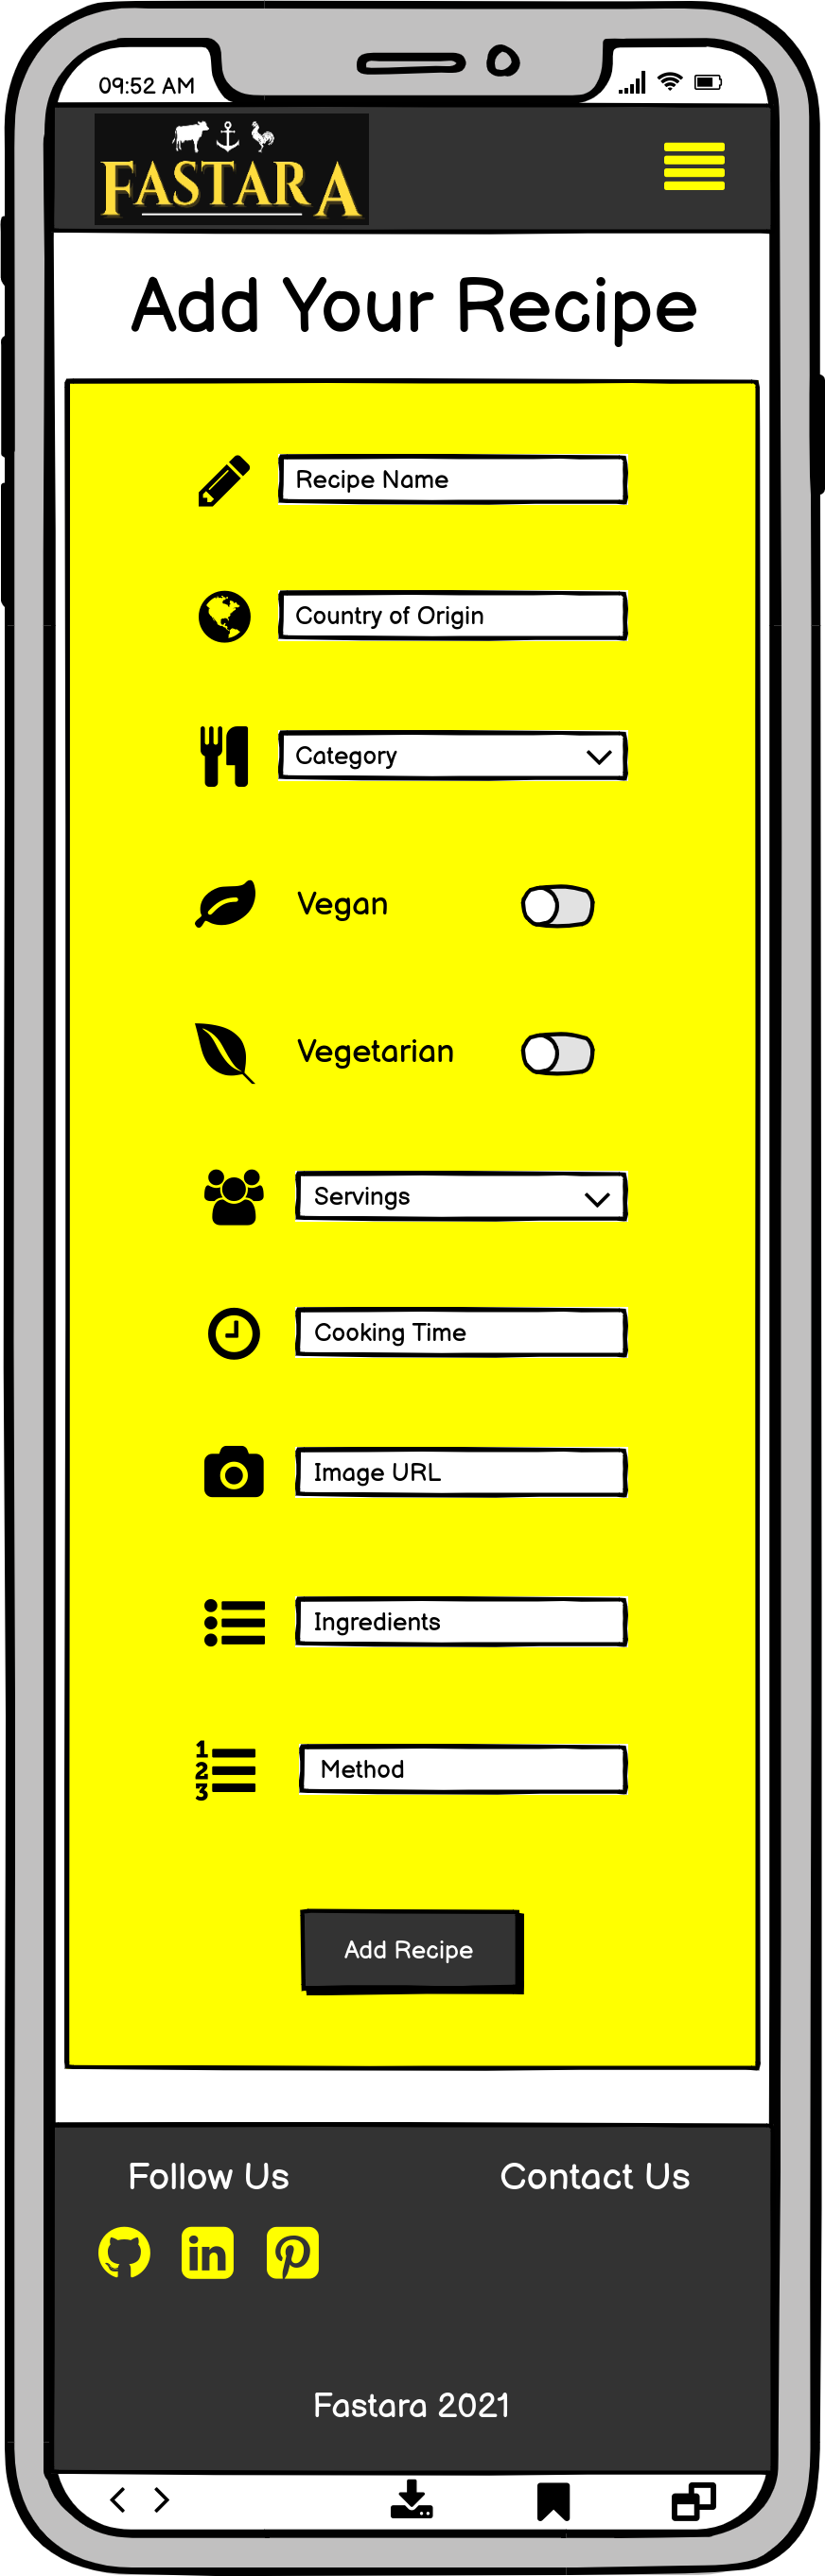 09:52 AM
FASTARA
Add Your Recipe
Recipe Name
Country of Origin
Category
Vegan
Vegetarian
Servings
Cooking Time
Image URL
Ingredients
1
2
3
Method
Add Recipe
Follow Us
Contact Us
in
Fastara 2021